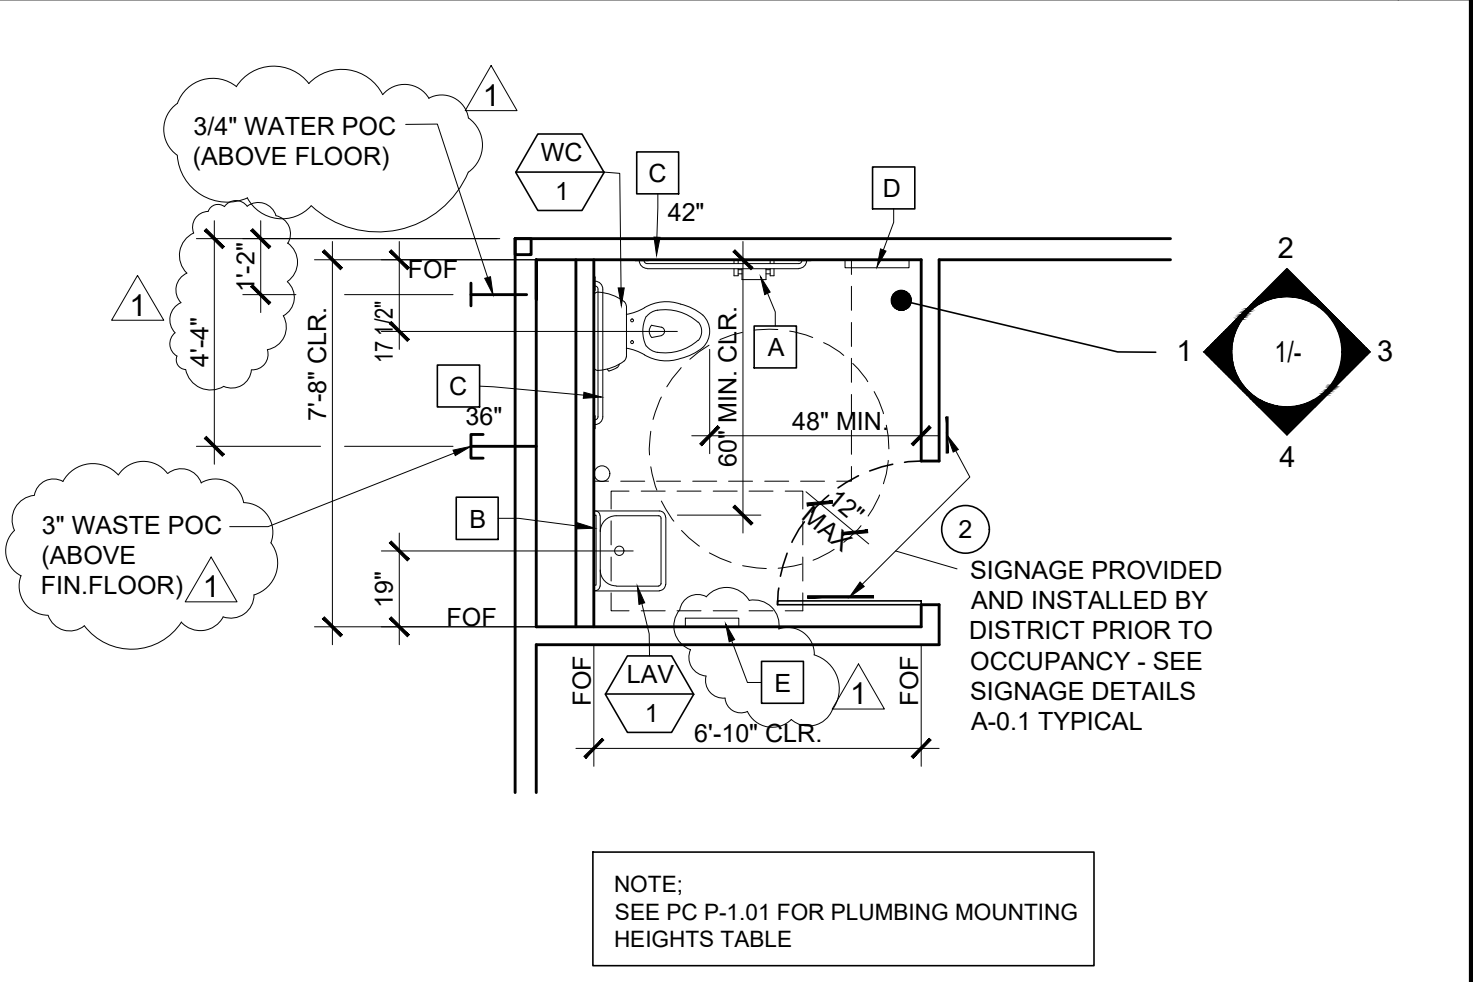 1
3/4" WATER POC
(ABOVE FLOOR)
WC
1
C
42"
D
1'-2"
FOF
2
1
17 1/2"
4'-4"
7'-8" CLR.
A
1
1/-
3
C
36"
60" MIN. CLR.
48" MIN.
4
3" WASTE POC
(ABOVE
FIN.FLOOR)
1
B
12"
MAX
2
19"
FOF
SIGNAGE PROVIDED
AND INSTALLED BY
DISTRICT PRIOR TO
OCCUPANCY - SEE
SIGNAGE DETAILS
A-0.1 TYPICAL
FOF
LAV
1
E
1
FOF
6'-10" CLR.
NOTE;
SEE PC P-1.01 FOR PLUMBING MOUNTING
HEIGHTS TABLE